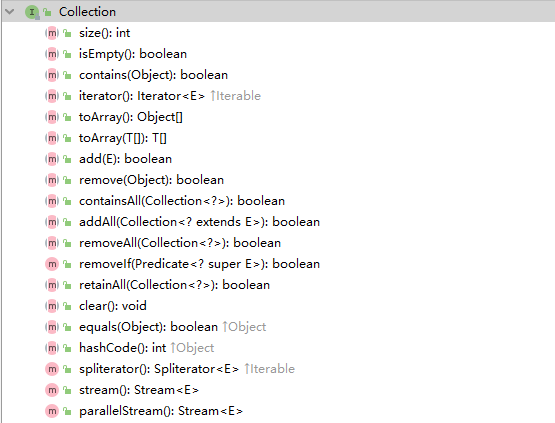 Collection
size(): int
isEmpty(): boolean
contains(Object): boolean
iterator(): Iterator<E> ↑Iterable
toArray(): Object[]
toArray(T[]): T[]
add(E): boolean
remove(Object): boolean
containsAll(Collection<?>): boolean
addAll(Collection<? extends E>): boolean
removeAll(Collection<?>): boolean
removeIf(Predicate<? super E>): boolean
retainAll(Collection<?>): boolean
clear(): void
equals(Object): boolean ↑Object
hashCode(): int ↑Object
spliterator(): Spliterator<E> ↑Iterable
stream(): Stream<E>
parallelStream(): Stream<E>